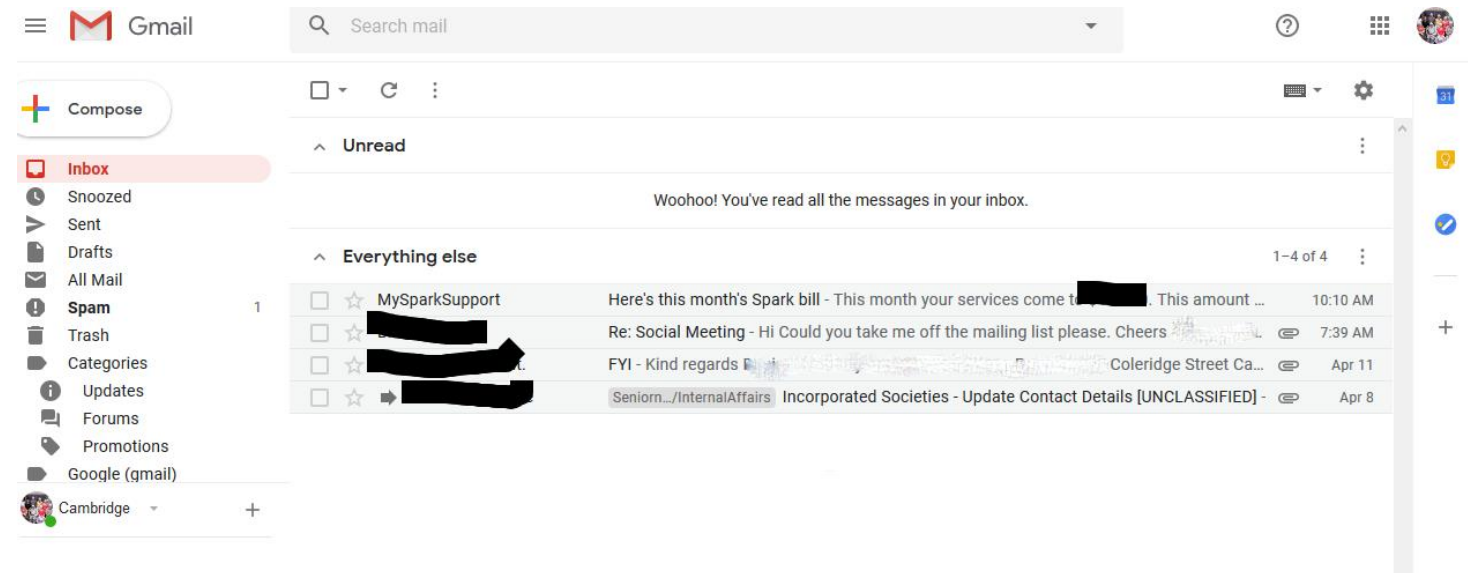 Gmail
Search mail
Compose
31
Unread
Inbox
Snoozed
Woohoo! You've read all the messages in your inbox.
Sent
Drafts
Everything else 1–4 of 4
All Mail
MySparkSupport Here's this month's Spark bill - This month your services come to . This amount ... 10:10 AM
Spam 1
Re: Social Meeting - Hi Could you take me off the mailing list please. Cheers 7:39 AM
Trash
Categories
FYI - Kind regards Coleridge Street Ca... Apr 11
Updates
Seniorn.../InternalAffairs Incorporated Societies - Update Contact Details [UNCLASSIFIED] - Apr 8
Forums
Promotions
Google (gmail)
Cambridge